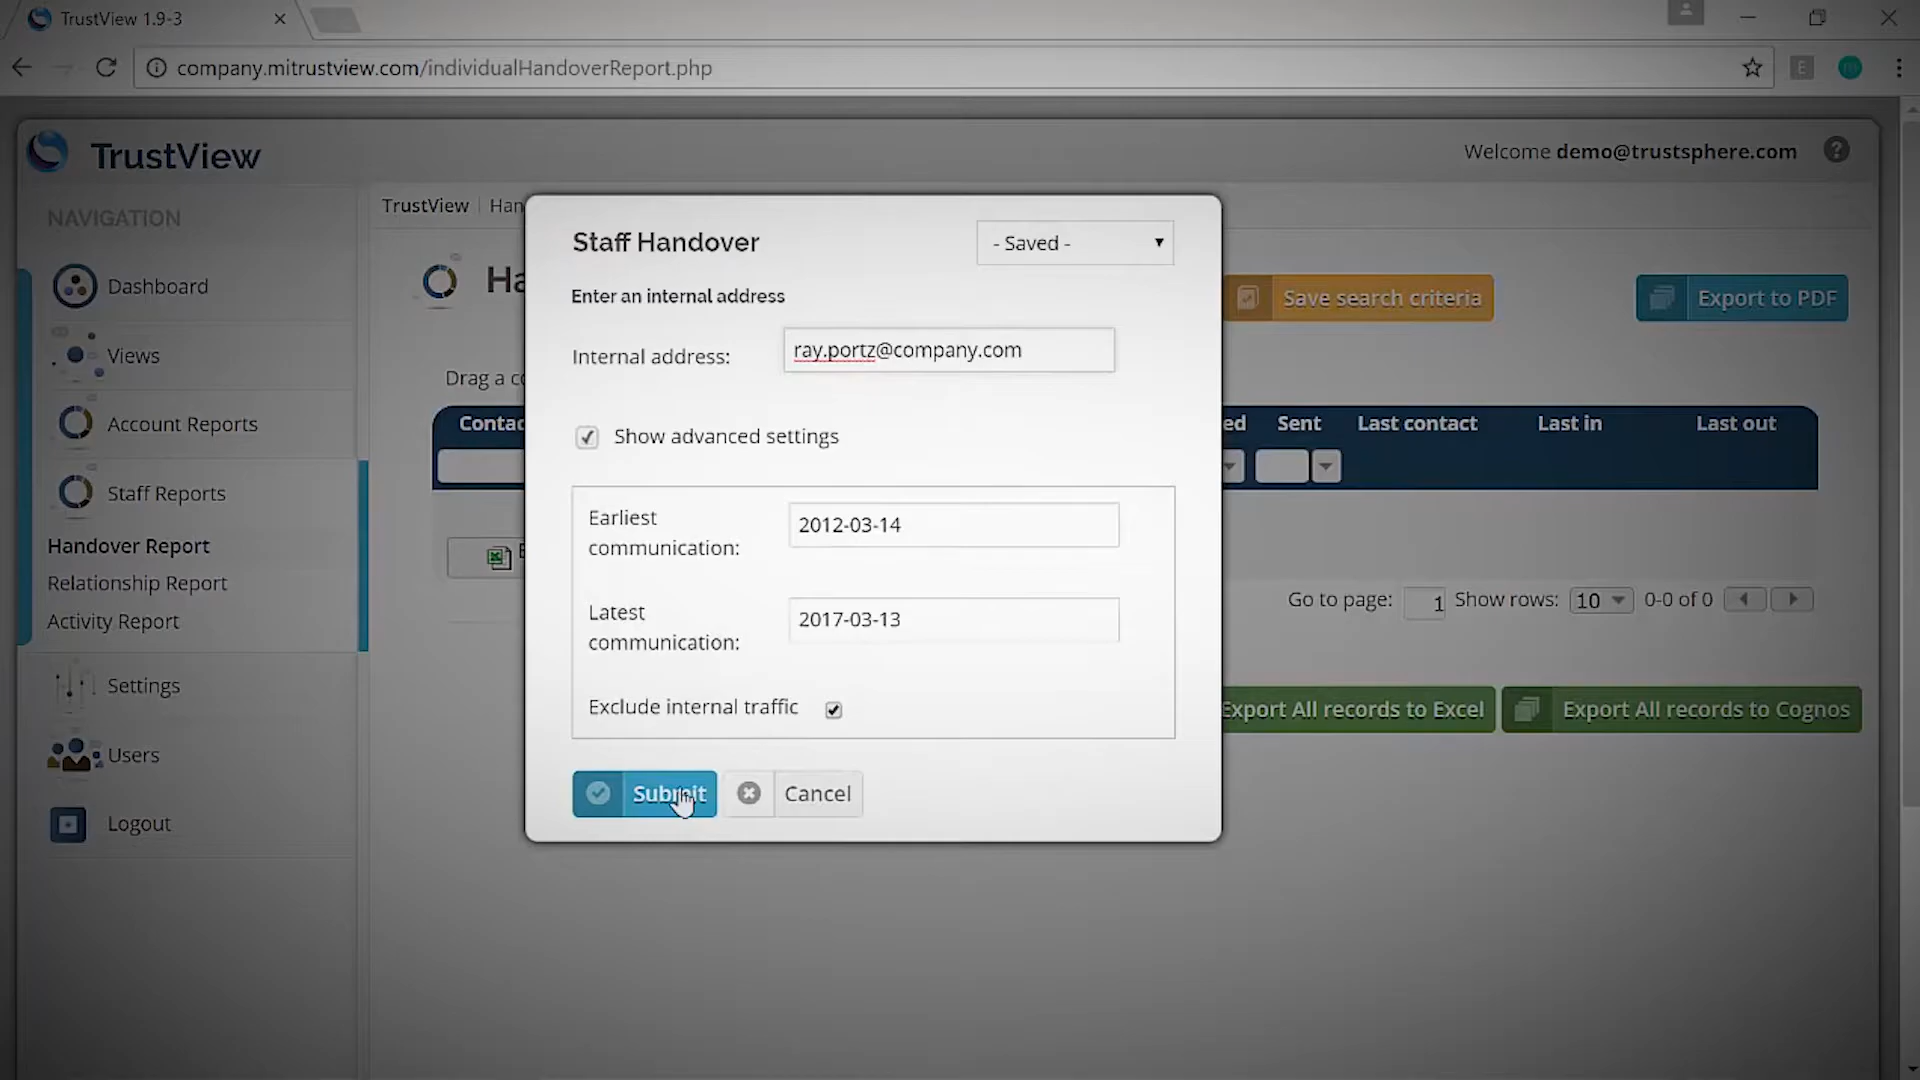 TrustView 1.9-3
company.mitrustview.com/individualHandoverReport.php
E
m
TrustView
Welcome demo@trustsphere.com
?
NAVIGATION
Dashboard
Views
Account Reports
Staff Reports
Handover Report
Relationship Report
Activity Report
Settings
Users
Logout
TrustView | Han
Ha
Save search criteria
Export to PDF
Drag a co
Contac
ed
Sent
Last contact
Last in
Last out
E
Go to page: 1 Show rows: 10 0-0 of 0
Export All records to Excel
Export All records to Cognos
Staff Handover
- Saved -
Enter an internal address
Internal address:
ray.portz@company.com
Show advanced settings
Earliest
communication:
2012-03-14
Latest
communication:
2017-03-13
Exclude internal traffic
Submit
Cancel